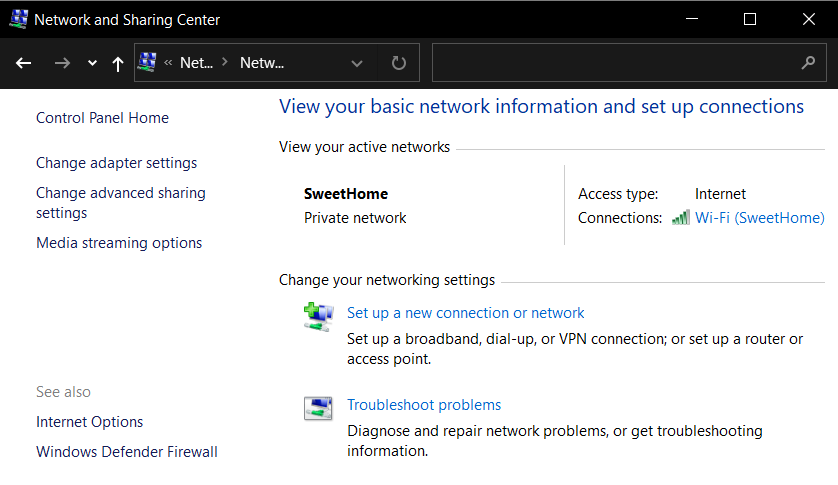 Network and Sharing Center
« Net... > Netw...
Control Panel Home
Change adapter settings
Change advanced sharing
settings
Media streaming options
See also
Internet Options
Windows Defender Firewall
View your basic network information and set up connections
View your active networks
SweetHome
Private network
Access type: Internet
Connections: Wi-Fi (SweetHome)
Change your networking settings
Set up a new connection or network
Set up a broadband, dial-up, or VPN connection; or set up a router or
access point.
Troubleshoot problems
Diagnose and repair network problems, or get troubleshooting
information.